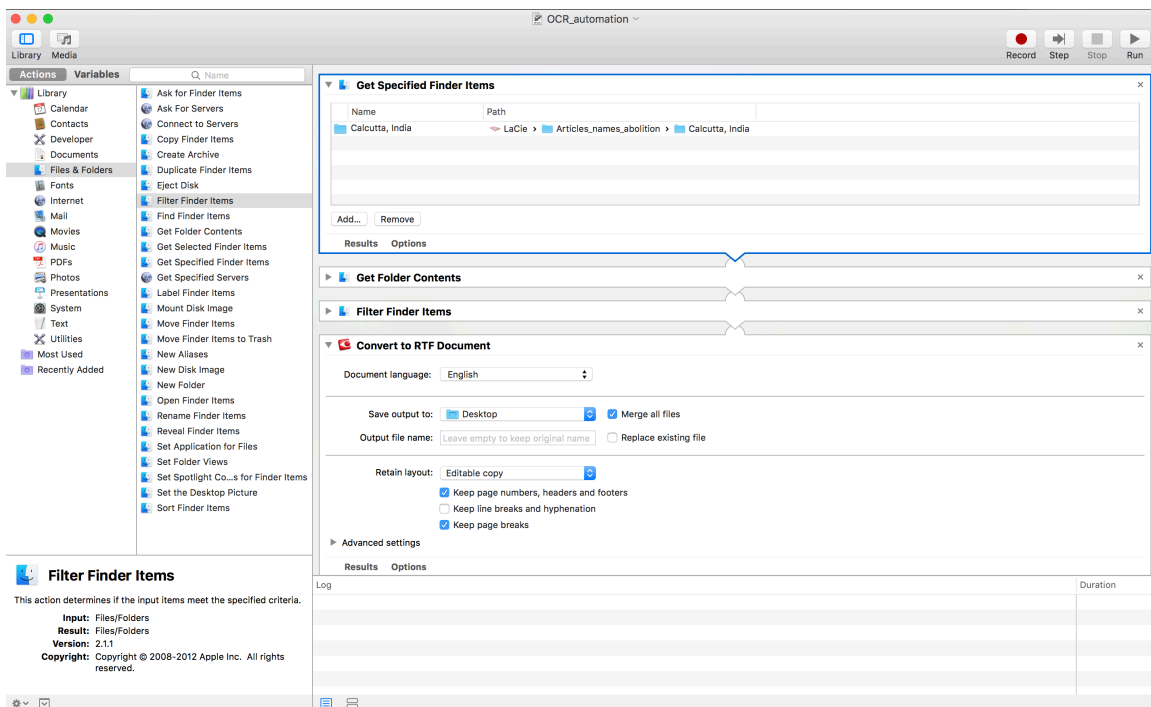 OCR_automation
Library Media
Record Step Stop Run
Actions Variables
Name
Library
Calendar
Contacts
Developer
Documents
Files & Folders
Fonts
Internet
Mail
Movies
Music
PDFs
Photos
Presentations
System
Text
Utilities
Most Used
Recently Added
Ask for Finder Items
Ask For Servers
Connect to Servers
Copy Finder Items
Create Archive
Duplicate Finder Items
Eject Disk
Filter Finder Items
Find Finder Items
Get Folder Contents
Get Selected Finder Items
Get Specified Finder Items
Get Specified Servers
Label Finder Items
Mount Disk Image
Move Finder Items
Move Finder Items to Trash
New Aliases
New Disk Image
New Folder
Open Finder Items
Rename Finder Items
Reveal Finder Items
Set Application for Files
Set Folder Views
Set Spotlight Co...s for Finder Items
Set the Desktop Picture
Sort Finder Items
Filter Finder Items
This action determines if the input items meet the specified criteria.
Input: Files/Folders
Result: Files/Folders
Version: 2.1.1
Copyright: Copyright © 2008-2012 Apple Inc. All rights
reserved.
Get Specified Finder Items
Name Path
Calcutta, India LaCie › Articles_names_abolition › Calcutta, India
Add... Remove
Results Options
Get Folder Contents
Filter Finder Items
Convert to RTF Document
Document language: English
Save output to: Desktop Merge all files
Output file name: Leave empty to keep original name Replace existing file
Retain layout: Editable copy
Keep page numbers, headers and footers
Keep line breaks and hyphenation
Keep page breaks
Advanced settings
Results Options
Log Duration